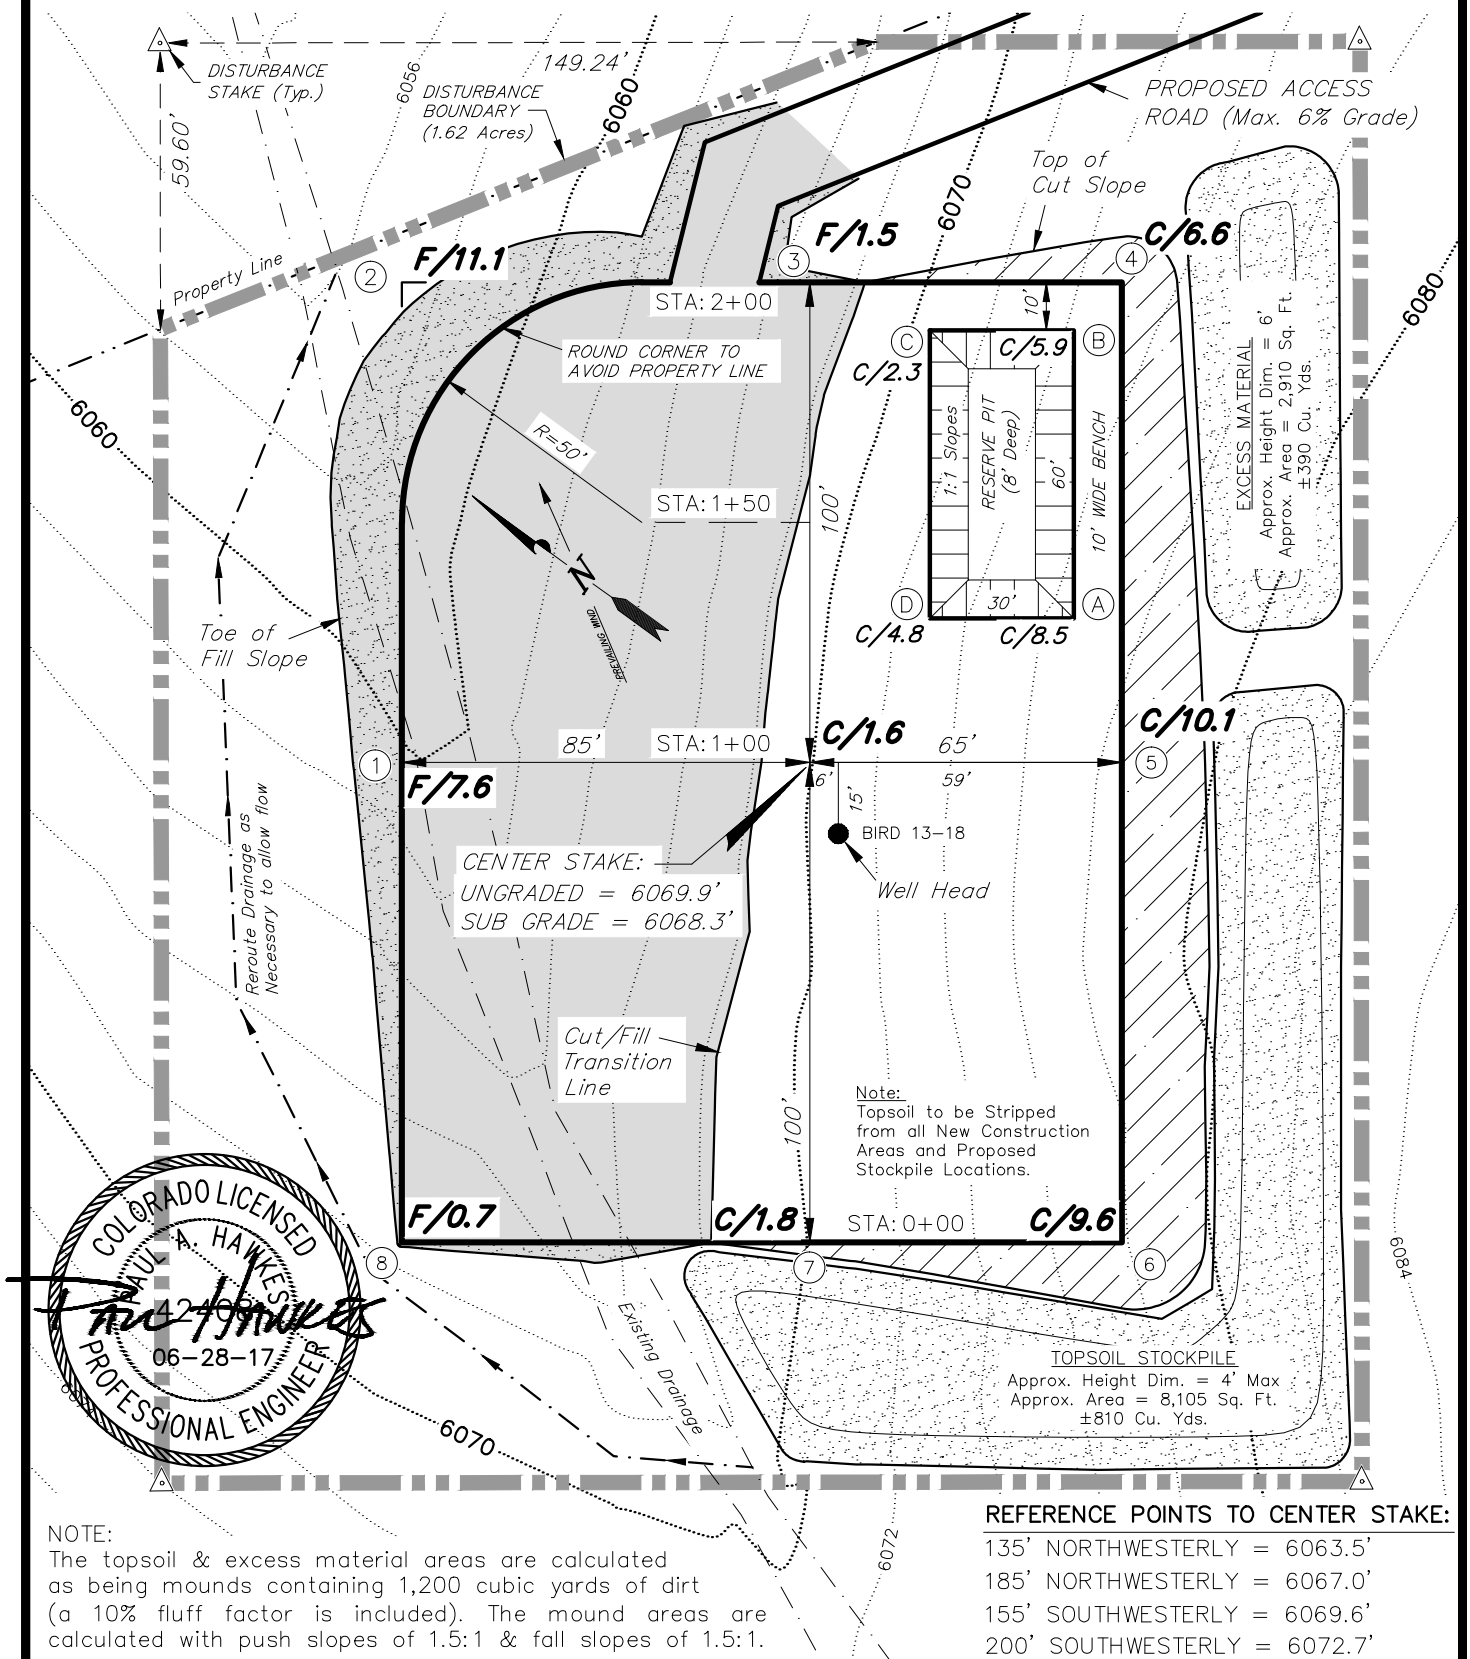 149.24'
59.60'
DISTURBANCE
STAKE (Typ.)
6056
DISTURBANCE
BOUNDARY
(1.62 Acres)
6060
PROPOSED ACCESS
ROAD (Max. 6% Grade)
Top of
Cut Slope
6070
Property Line
2
F/11.1
3
F/1.5
C/6.6
4
6080
STA: 2+00
10'
ROUND CORNER TO
AVOID PROPERTY LINE
C
C/2.3
C/5.9
B
EXCESS MATERIAL
Approx. Height Dim. = 6'
Approx. Area = 2,910 Sq. Ft.
±390 Cu. Yds.
6060
R=50'
STA: 1+50
100'
1:1 Slopes
RESERVE PIT
(8' Deep)
60'
10' WIDE BENCH
N
PREVAILING WIND
D
30'
A
C/4.8
C/8.5
Toe of
Fill Slope
1
F/7.6
85'
STA: 1+00
C/1.6
65'
C/10.1
5
6'
59'
15'
BIRD 13-18
Well Head
Reroute Drainage as
Necessary to allow flow
CENTER STAKE:
UNGRADED = 6069.9'
SUB GRADE = 6068.3'
Cut/Fill
Transition
Line
100'
Note:
Topsoil to be Stripped
from all New Construction
Areas and Proposed
Stockpile Locations.
F/0.7
C/1.8
STA: 0+00
C/9.6
8
7
6
6084
COLORADO LICENSED
PAUL A. HAWKES
06-28-17
PROFESSIONAL ENGINEER
Existing Drainage
TOPSOIL STOCKPILE
Approx. Height Dim. = 4' Max
Approx. Area = 8,105 Sq. Ft.
±810 Cu. Yds.
6070
6072
NOTE:
The topsoil & excess material areas are calculated
as being mounds containing 1,200 cubic yards of dirt
(a 10% fluff factor is included). The mound areas are
calculated with push slopes of 1.5:1 & fall slopes of 1.5:1.
REFERENCE POINTS TO CENTER STAKE:
135' NORTHWESTERLY = 6063.5'
185' NORTHWESTERLY = 6067.0'
155' SOUTHWESTERLY = 6069.6'
200' SOUTHWESTERLY = 6072.7'